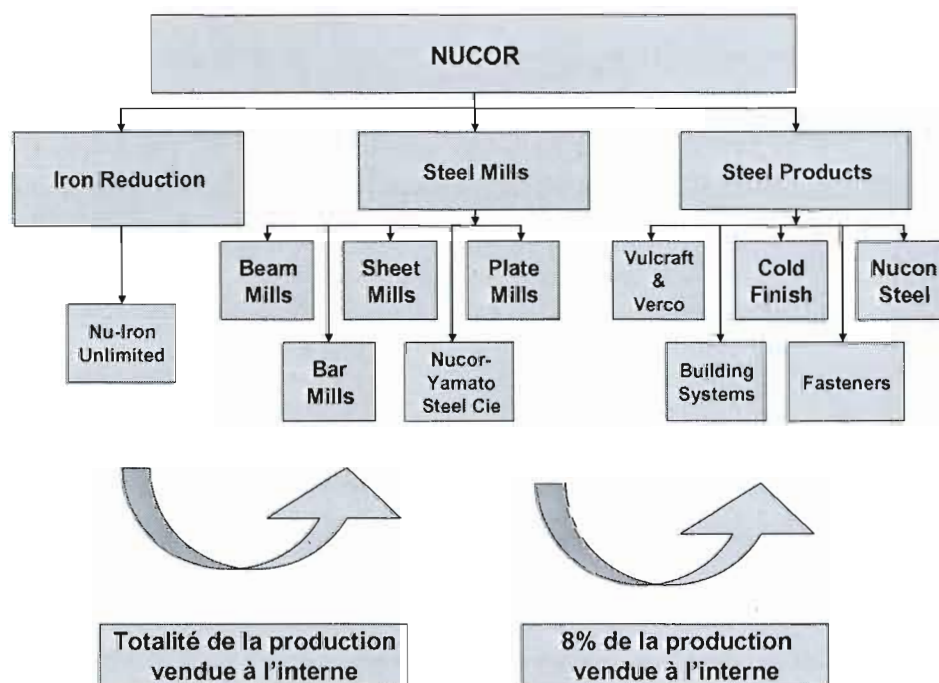 NUCOR
Iron Reduction
Steel Mills
Steel Products
Beam
Mills
Sheet
Mills
Plate
Mills
Vulcraft
&
Verco
Cold
Finish
Nucon
Steel
Nu-Iron
Unlimited
Bar
Mills
Nucor-
Yamato
Steel Cie
Building
Systems
Fasteners
Totalité de la production
vendue à l'interne
8% de la production
vendue à l'interne